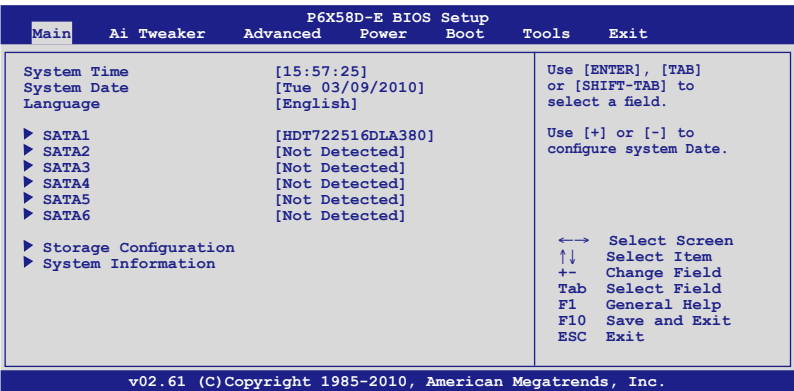 P6X58D-E BIOS Setup
Main Ai Tweaker Advanced Power Boot Tools Exit
System Time [15:57:25]
System Date [Tue 03/09/2010]
Language [English]
SATA1 [HDT722516DLA380]
SATA2 [Not Detected]
SATA3 [Not Detected]
SATA4 [Not Detected]
SATA5 [Not Detected]
SATA6 [Not Detected]
Storage Configuration
System Information
Use [ENTER], [TAB]
or [SHIFT-TAB] to
select a field.
Use [+] or [-] to
configure system Date.
←→ Select Screen
↑↓ Select Item
+- Change Field
Tab Select Field
F1 General Help
F10 Save and Exit
ESC Exit
v02.61 (C)Copyright 1985-2010, American Megatrends, Inc.